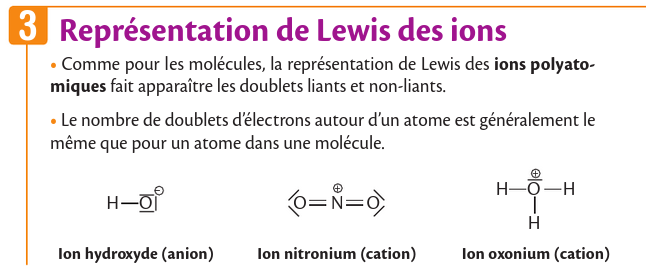 3 Représentation de Lewis des ions
• Comme pour les molécules, la représentation de Lewis des ions polyato-
miques fait apparaître les doublets liants et non-liants.
• Le nombre de doublets d'électrons autour d'un atome est généralement le
même que pour un atome dans une molécule.
H—O| ⊖
⟨O=N=O⟩ ⊕
H—O—H ⊕
H
Ion hydroxyde (anion) Ion nitronium (cation) Ion oxonium (cation)